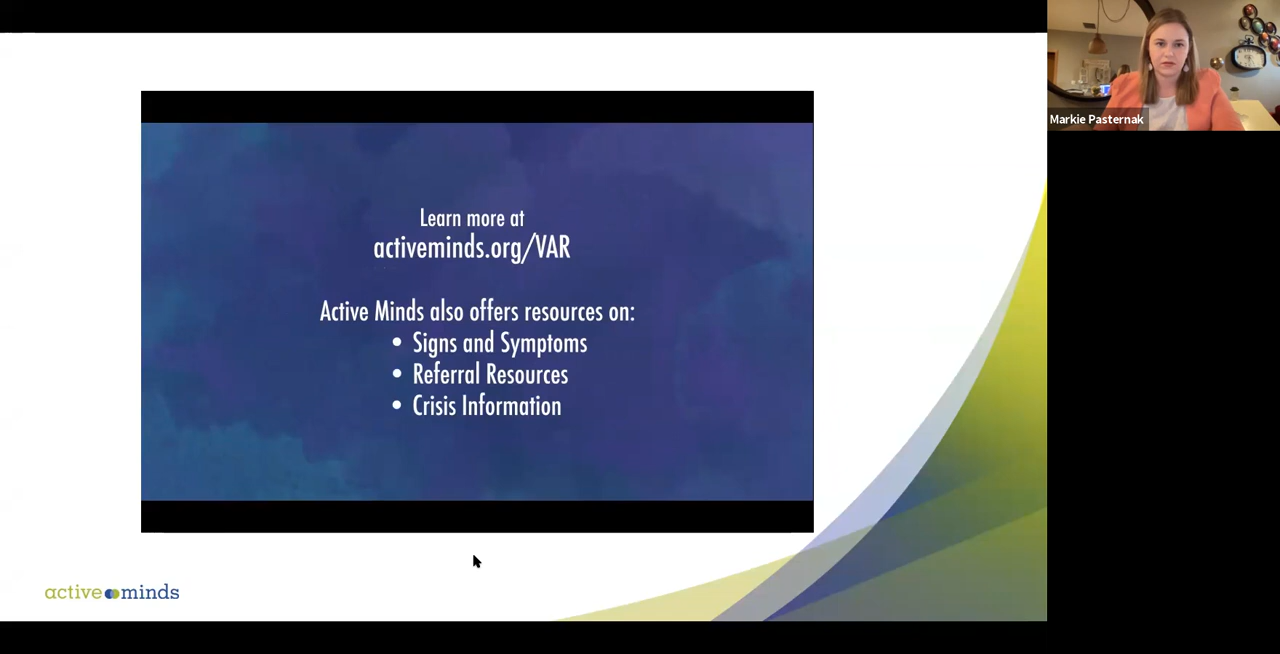 Learn more at
activeminds.org/VAR
Active Minds also offers resources on:
• Signs and Symptoms
• Referral Resources
• Crisis Information
active minds
Markie Pasternak